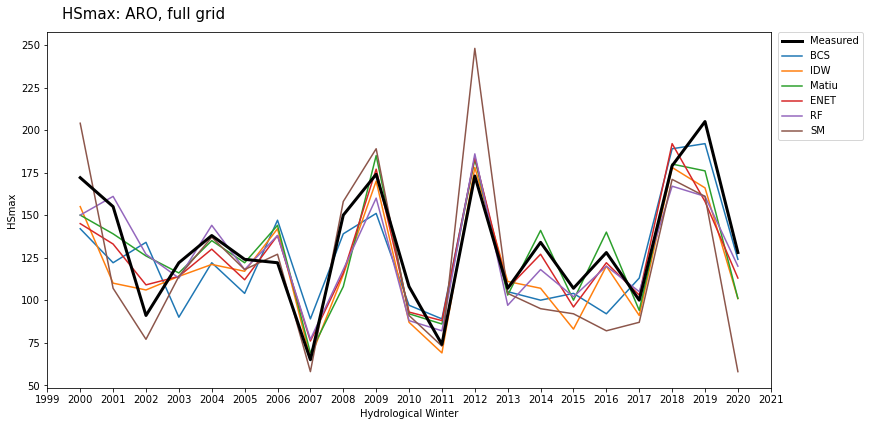 HSmax: ARO, full grid
HSmax
250
225
200
175
150
125
100
75
50
1999 2000 2001 2002 2003 2004 2005 2006 2007 2008 2009 2010 2011 2012 2013 2014 2015 2016 2017 2018 2019 2020 2021
Hydrological Winter
Measured
BCS
IDW
Matiu
ENET
RF
SM